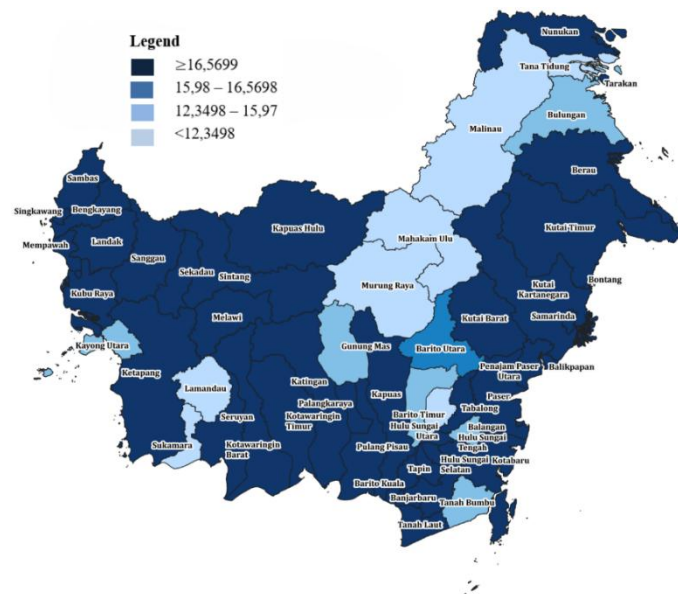 Legend
≥16,5699
15,98 – 16,5698
12,3498 – 15,97
<12,3498
Nunukan
Tana Tidung
Tarakan
Bulungan
Malinau
Berau
Sambas
Singkawang
Bengkayang
Kapuas Hulu
Kutai Timur
Mempawah
Landak
Mahakam Ulu
Sanggau
Sekadau
Sintang
Murung Raya
Kutai
Kartanegara
Bontang
Kubu Raya
Melawi
Kutai Barat
Samarinda
Kayong Utara
Gunung Mas
Barito Utara
Balikpapan
Ketapang
Penajam Paser
Utara
Lamandau
Katingan
Kapuas
Paser
Palangkaraya
Tabalong
Seruyan
Kotawaringin
Timur
Barito Timur
Hulu Sungai
Utara
Balangan
Hulu Sungai
Tengah
Sukamara
Kotawaringin
Barat
Pulang Pisau
Hulu Sungai
Selatan
Kotabaru
Tapin
Barito Kuala
Banjarbaru
Tanah Bumbu
Tanah Laut